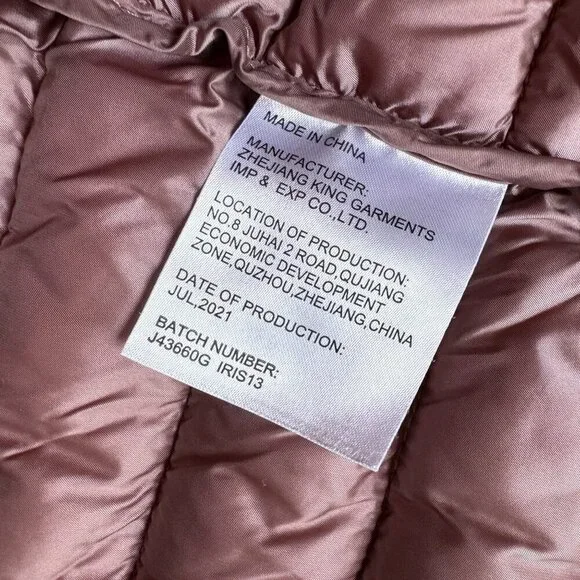 MADE IN CHINA
MANUFACTURER:
ZHEJIANG KING GARMENTS
IMP & EXP CO.,LTD.
LOCATION OF PRODUCTION:
NO.8 JUHAI 2 ROAD,QUJIANG
ECONOMIC DEVELOPMENT
ZONE,QUZHOU,ZHEJIANG,CHINA
DATE OF PRODUCTION:
JUL,2021
BATCH NUMBER:
J43660G IRIS13